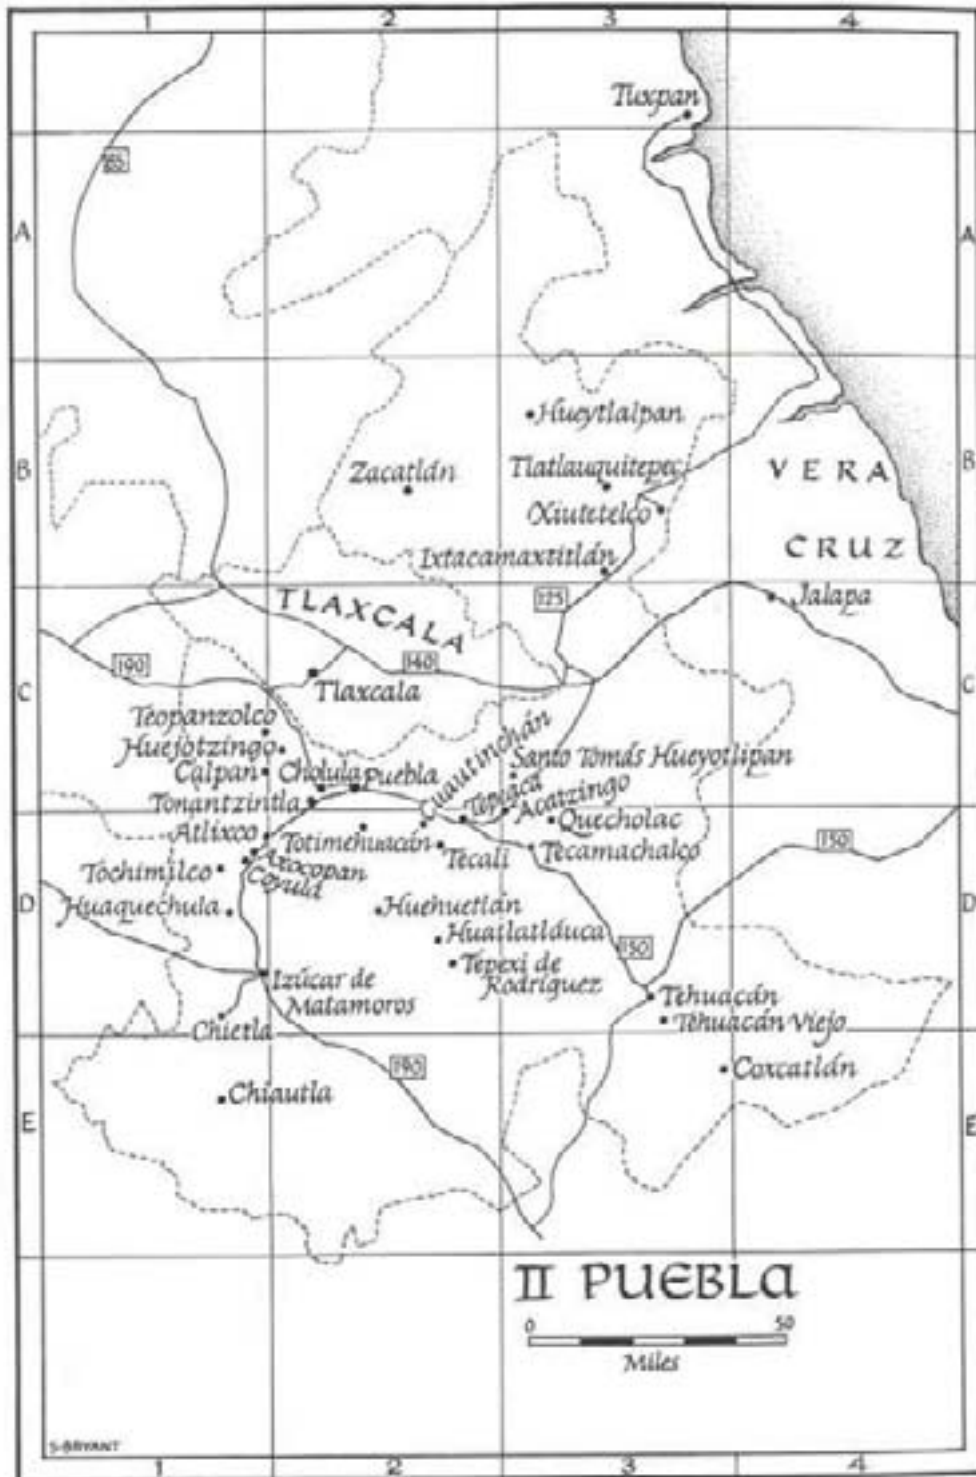 1 3 4
Tuxpan
A A
B B
Hueytlalpan
Zacatlán
Tlatlauquitepec
Xiutetelco
Ixtacamaxtitlán
VERA
CRUZ
TLAXCALA
125
Jalapa
190
140
C C
Tlaxcala
Teopanzolco
Huejotzingo
Calpan
Cholula
Puebla
Tonantzintla
Cuautinchán
Santo Tomás Hueyotlipan
Tepeaca
Acatzingo
Quecholac
Atlixco
Totimehuacán
Tecali
Tecamachalco
150
Axocopan
Tochimilco
D D
Huaquechula
Huehuetlán
Huatlatlauca
150
Tepexi de
Rodríguez
Izúcar de
Matamoros
Tehuacán
Tehuacán Viejo
Chietla
190
Coxcatlán
Chiautla
E E
II PUEBLA
0 50
Miles
S·BRYANT
1 2 3 4